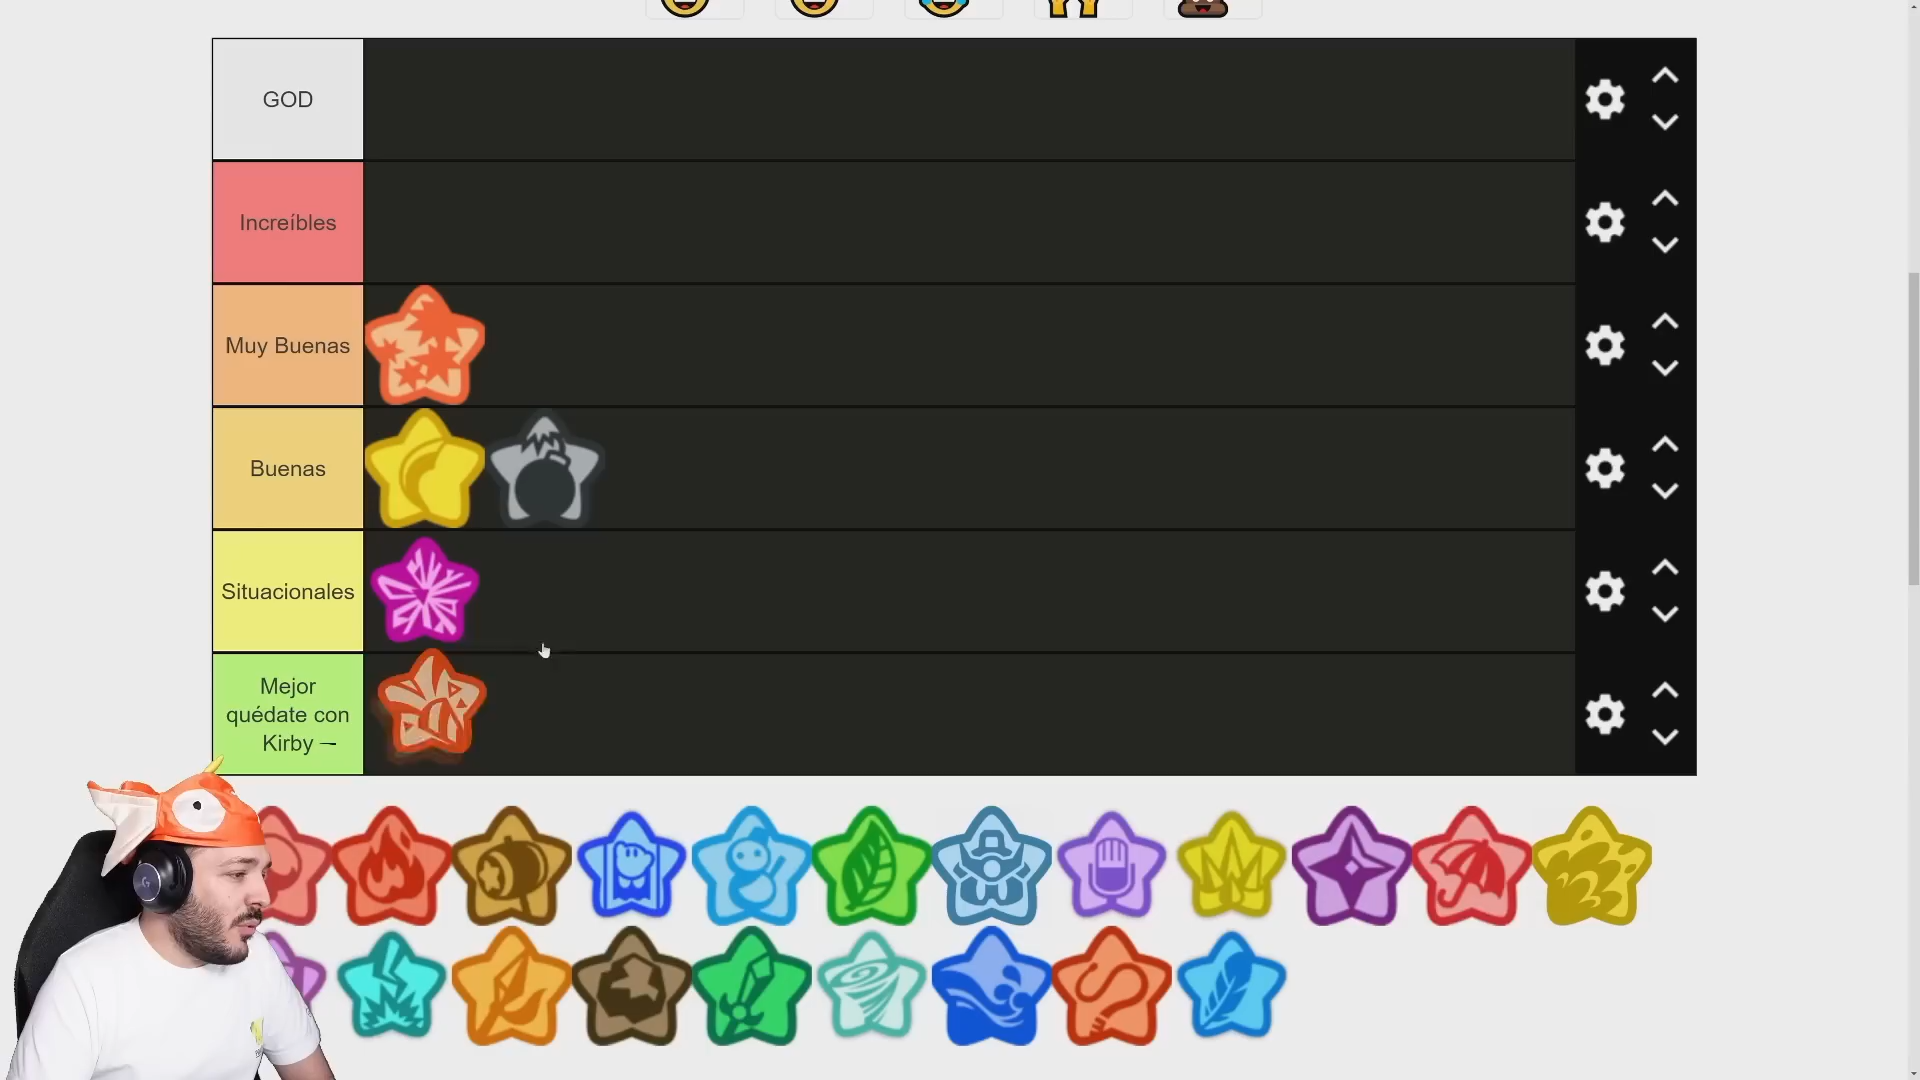 GOD
Increíbles
Muy Buenas
Buenas
Situacionales
Mejor
quédate con
Kirby —